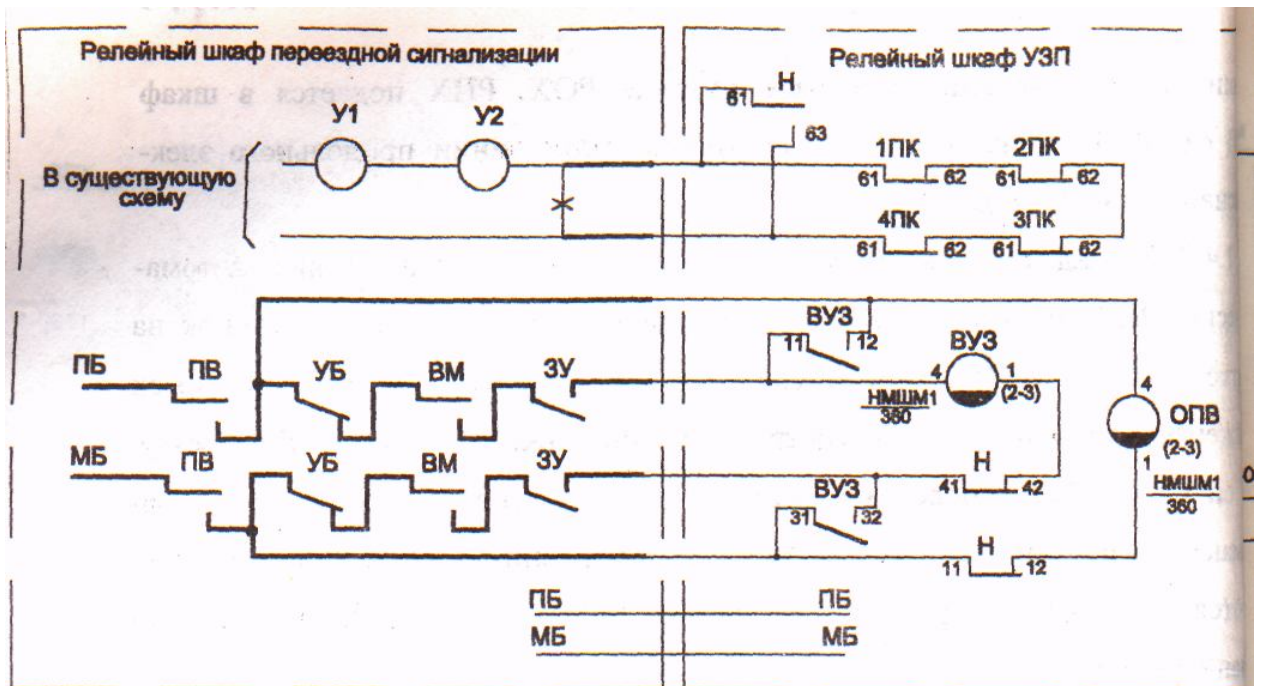 Релейный шкаф переездной сигнализации
Релейный шкаф УЗП
У1 У2
Н
61
63
В существующую
схему
1ПК 2ПК
61 62 61 62
4ПК 3ПК
61 62 61 62
ВУЗ
11 12
ВУЗ
4 1
(2-3)
НМШМ1
360
ПБ ПВ УБ ВМ ЗУ
4
ОПВ
(2-3)
1
НМШМ1
360
МБ ПВ УБ ВМ ЗУ
Н
41 42
ВУЗ
31 32
Н
11 12
ПБ ПБ
МБ МБ